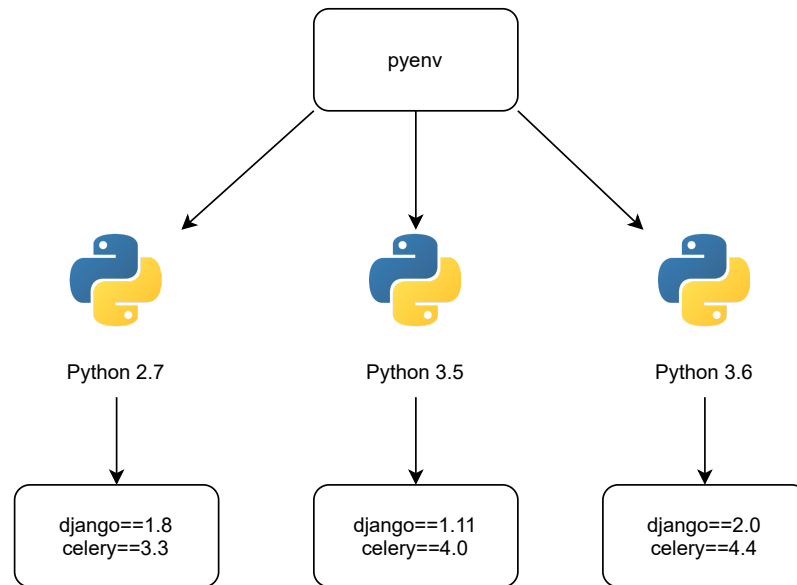 pyenv
Python 2.7
Python 3.5
Python 3.6
django==1.8
celery==3.3
django==1.11
celery==4.0
django==2.0
celery==4.4